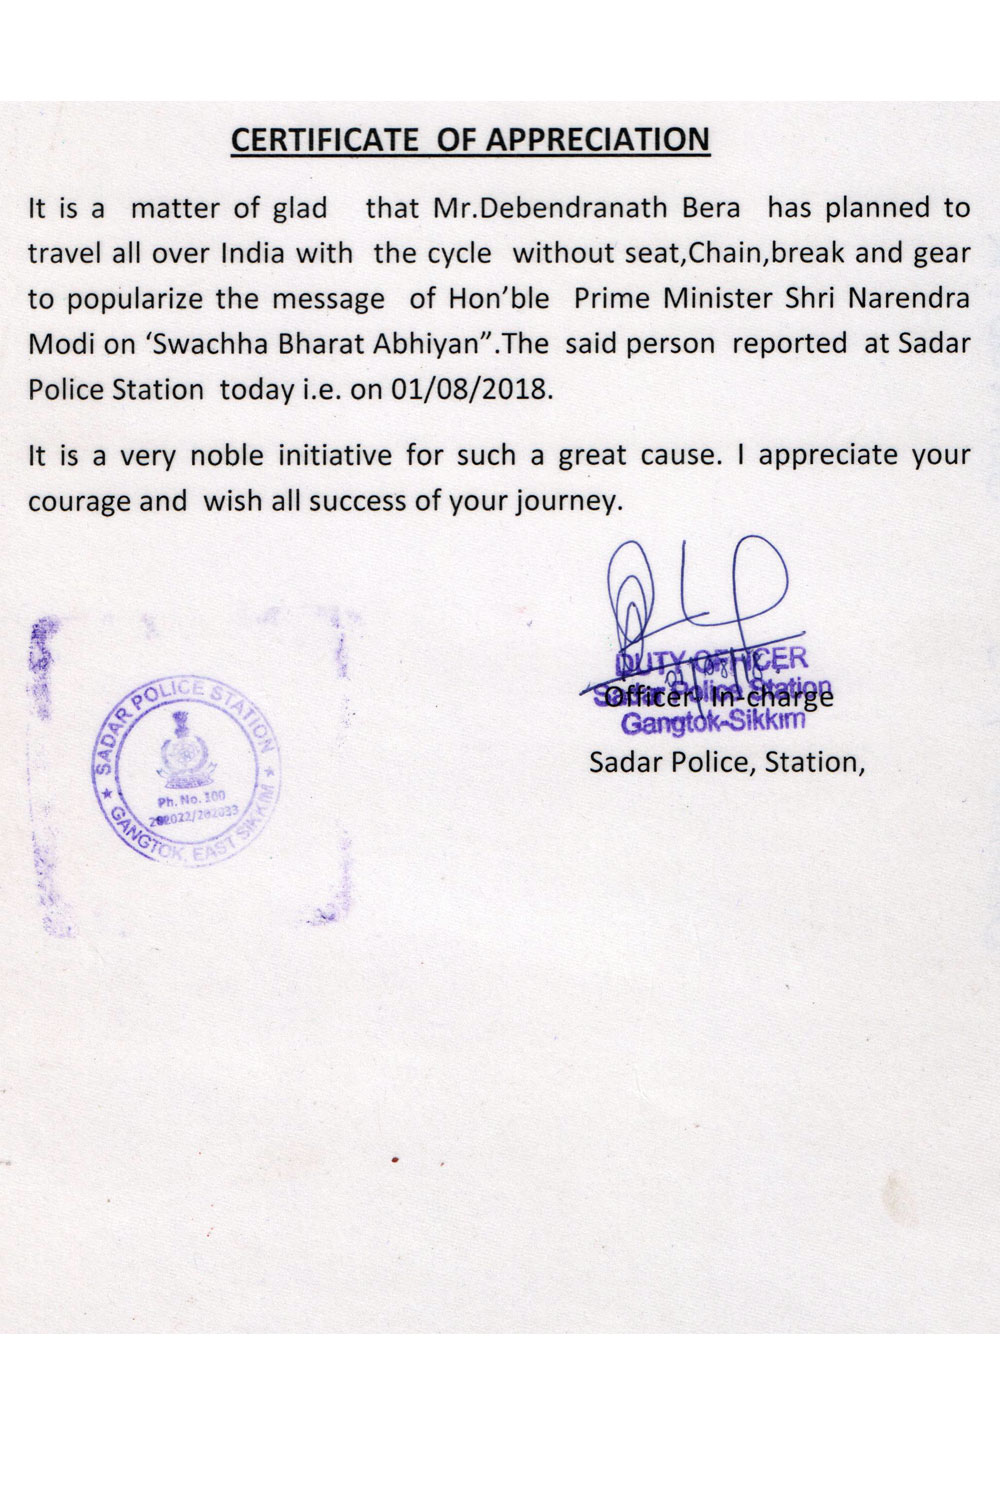 CERTIFICATE OF APPRECIATION
It is a matter of glad that Mr.Debendranath Bera has planned to
travel all over India with the cycle without seat,Chain,break and gear
to popularize the message of Hon’ble Prime Minister Shri Narendra
Modi on ‘Swachha Bharat Abhiyan”.The said person reported at Sadar
Police Station today i.e. on 01/08/2018.
It is a very noble initiative for such a great cause. I appreciate your
courage and wish all success of your journey.
DUTY OFFICER
Sadar Police Station
Officer In-charge
Gangtok-Sikkim
Sadar Police, Station,
SADAR POLICE STATION
Ph. No. 100
GANGTOK, EAST SIKKIM